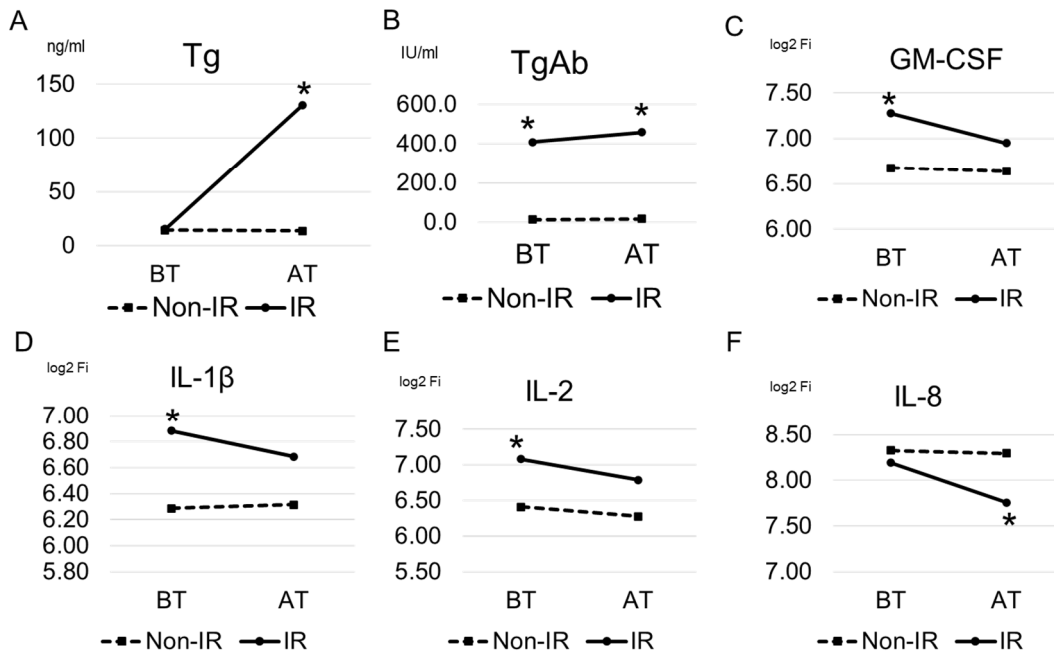 A
ng/ml
Tg
150
*
100
50
0
BT AT
Non-IR IR
B
IU/ml
TgAb
600.0
* *
400.0
200.0
0.0
BT AT
Non-IR IR
C
log2 Fi
GM-CSF
7.50
*
7.00
6.50
6.00
BT AT
Non-IR IR
D
log2 Fi
IL-1β
7.00
*
6.80
6.60
6.40
6.20
6.00
5.80
BT AT
Non-IR IR
E
log2 Fi
IL-2
7.50
*
7.00
6.50
6.00
5.50
BT AT
Non-IR IR
F
log2 Fi
IL-8
8.50
8.00
7.50
*
7.00
BT AT
Non-IR IR